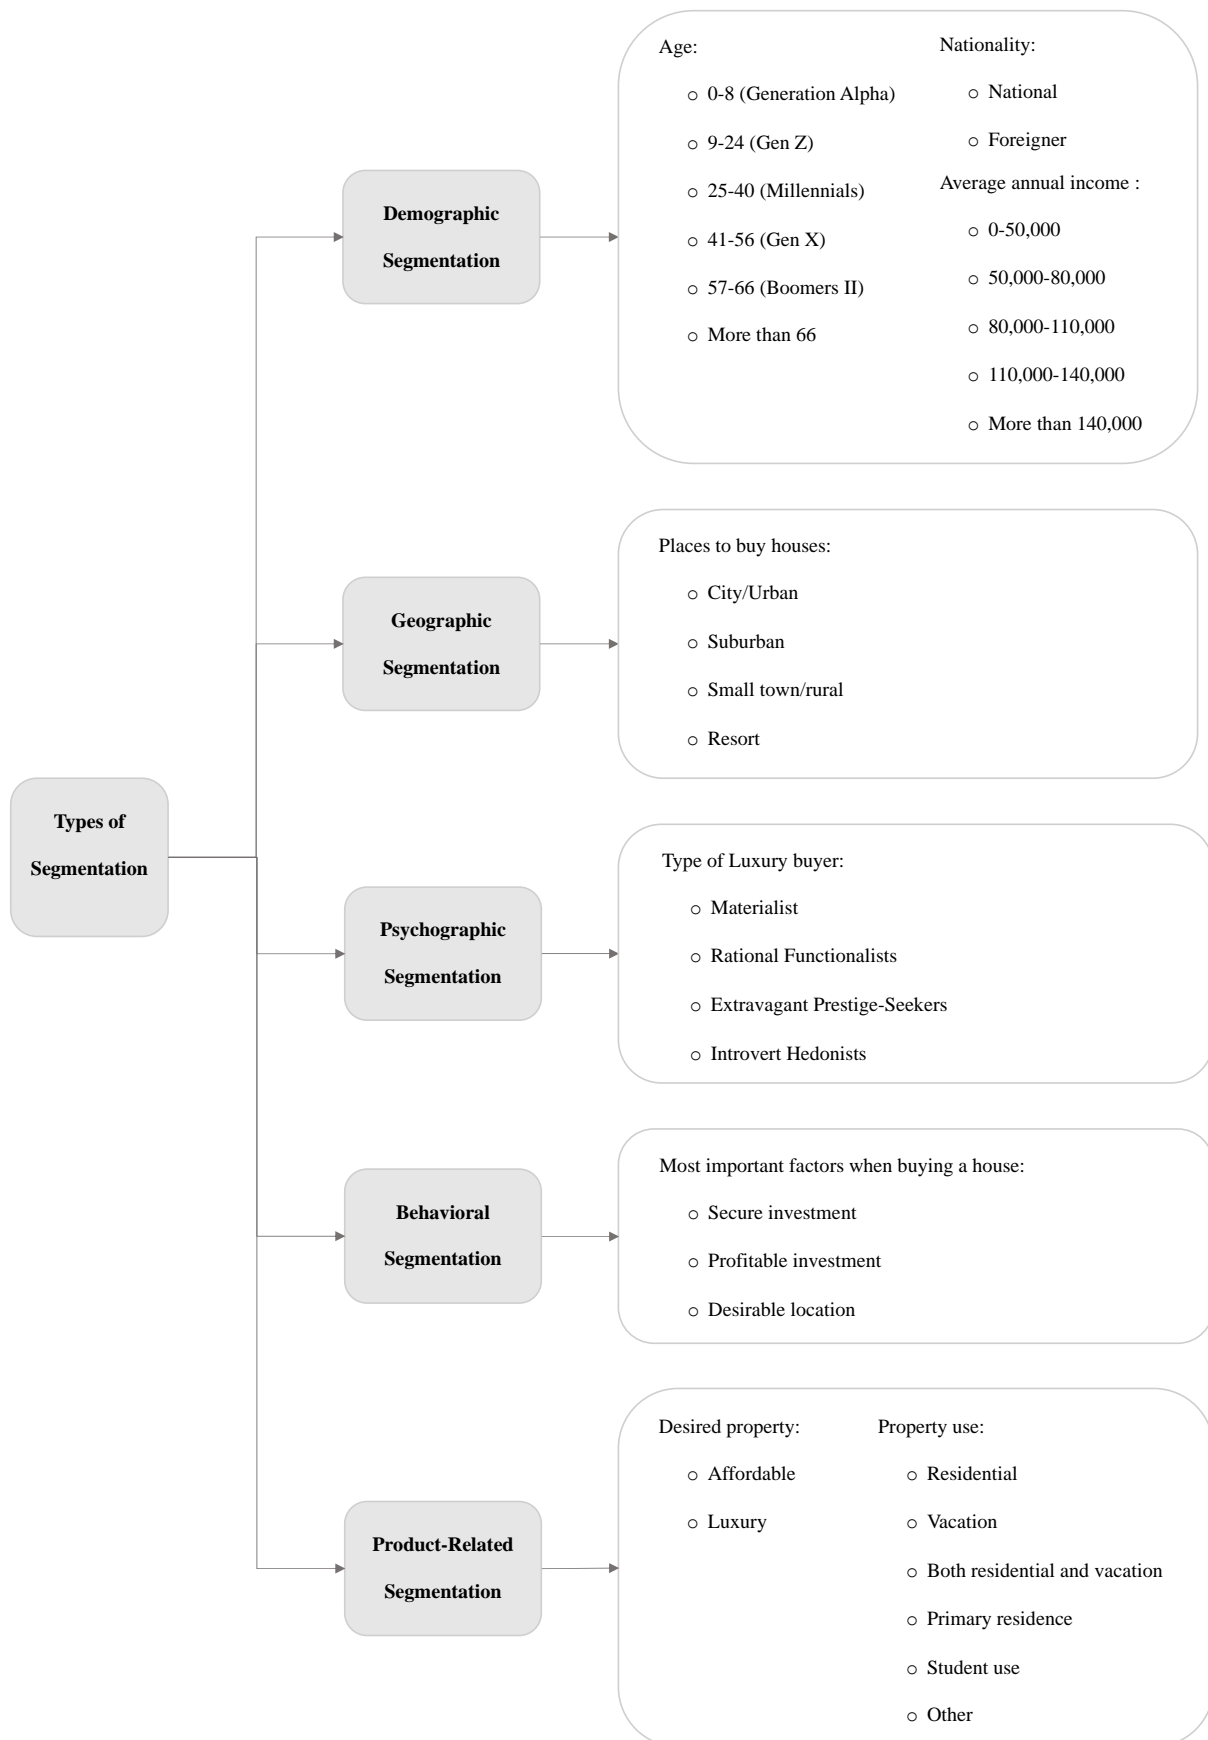 Types of
Segmentation
Demographic
Segmentation
Age:
○ 0-8 (Generation Alpha)
○ 9-24 (Gen Z)
○ 25-40 (Millennials)
○ 41-56 (Gen X)
○ 57-66 (Boomers II)
○ More than 66
Nationality:
○ National
○ Foreigner
Average annual income :
○ 0-50,000
○ 50,000-80,000
○ 80,000-110,000
○ 110,000-140,000
○ More than 140,000
Geographic
Segmentation
Places to buy houses:
○ City/Urban
○ Suburban
○ Small town/rural
○ Resort
Psychographic
Segmentation
Type of Luxury buyer:
○ Materialist
○ Rational Functionalists
○ Extravagant Prestige-Seekers
○ Introvert Hedonists
Behavioral
Segmentation
Most important factors when buying a house:
○ Secure investment
○ Profitable investment
○ Desirable location
Product-Related
Segmentation
Desired property:
○ Affordable
○ Luxury
Property use:
○ Residential
○ Vacation
○ Both residential and vacation
○ Primary residence
○ Student use
○ Other